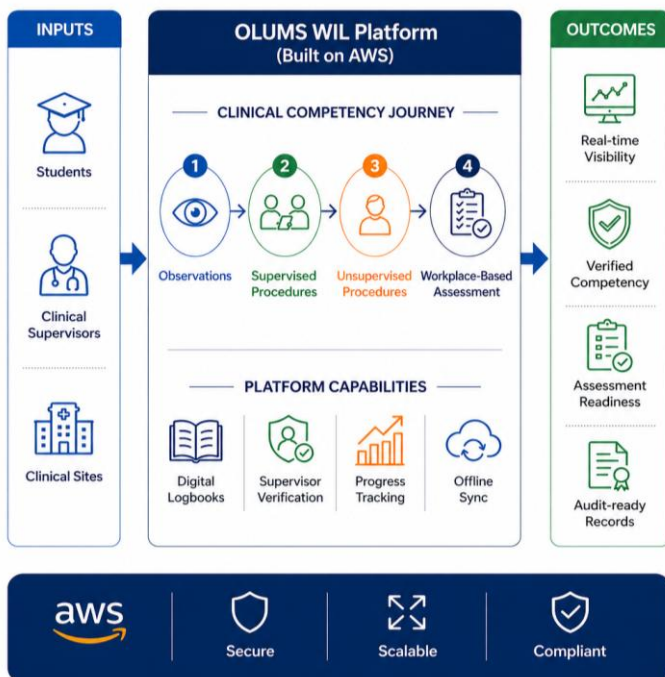 INPUTS
Students
Clinical
Supervisors
Clinical Sites
OLUMS WIL Platform
(Built on AWS)
CLINICAL COMPETENCY JOURNEY
1
2
3
4
Observations
Supervised
Procedures
Unsupervised
Procedures
Workplace-Based
Assessment
PLATFORM CAPABILITIES
Digital
Logbooks
Supervisor
Verification
Progress
Tracking
Offline
Sync
OUTCOMES
Real-time
Visibility
Verified
Competency
Assessment
Readiness
Audit-ready
Records
aws
Secure
Scalable
Compliant